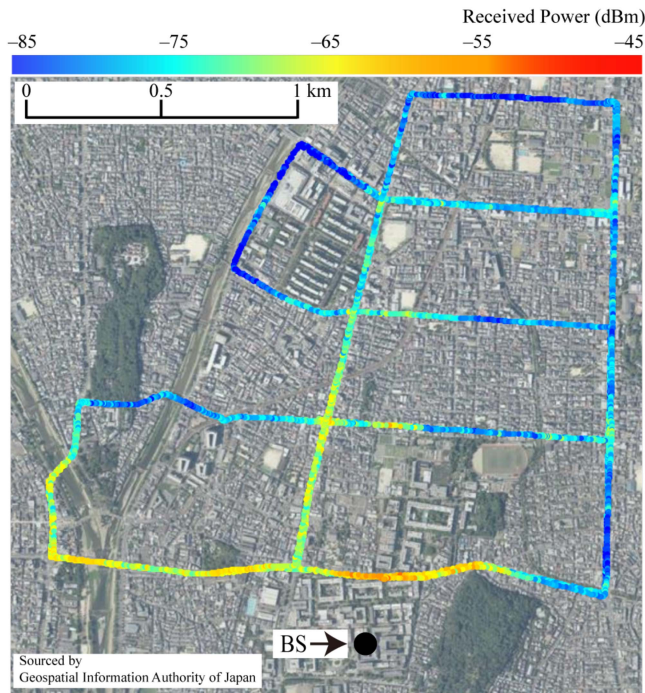 Received Power (dBm)
−85 −75 −65 −55 −45
0 0.5 1 km
BS
Sourced by
Geospatial Information Authority of Japan